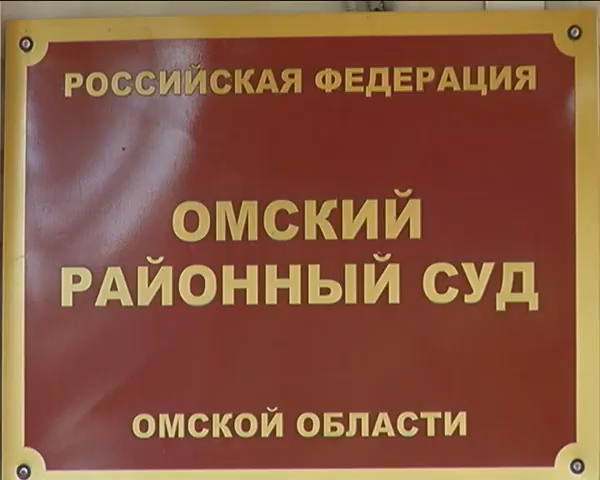 РОССИЙСКАЯ ФЕДЕРАЦИЯ
ОМСКИЙ
РАЙОННЫЙ СУД
ОМСКОЙ ОБЛАСТИ